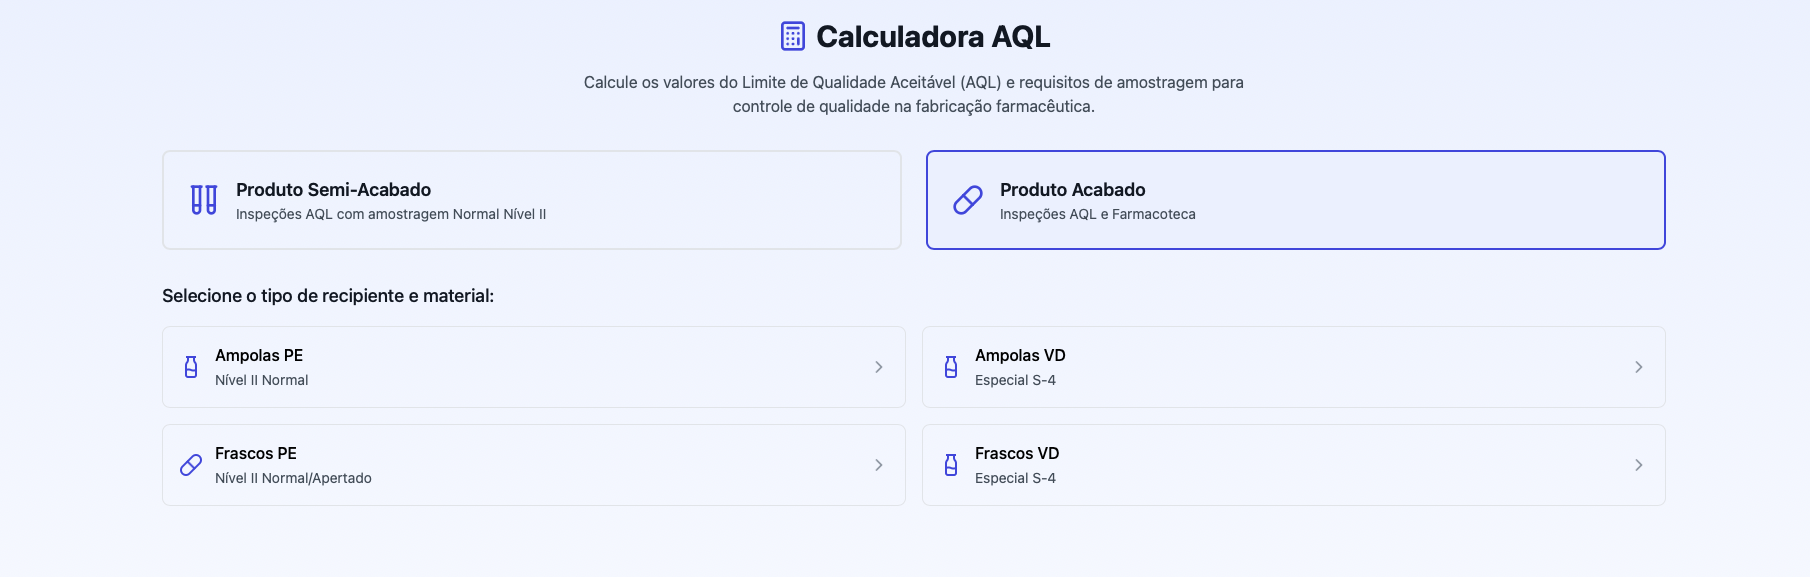 Calculadora AQL
Calcule os valores do Limite de Qualidade Aceitável (AQL) e requisitos de amostragem para
controle de qualidade na fabricação farmacêutica.
Produto Semi-Acabado
Inspeções AQL com amostragem Normal Nível II
Produto Acabado
Inspeções AQL e Farmacoteca
Selecione o tipo de recipiente e material:
Ampolas PE
Nível II Normal
Ampolas VD
Especial S-4
Frascos PE
Nível II Normal/Apertado
Frascos VD
Especial S-4